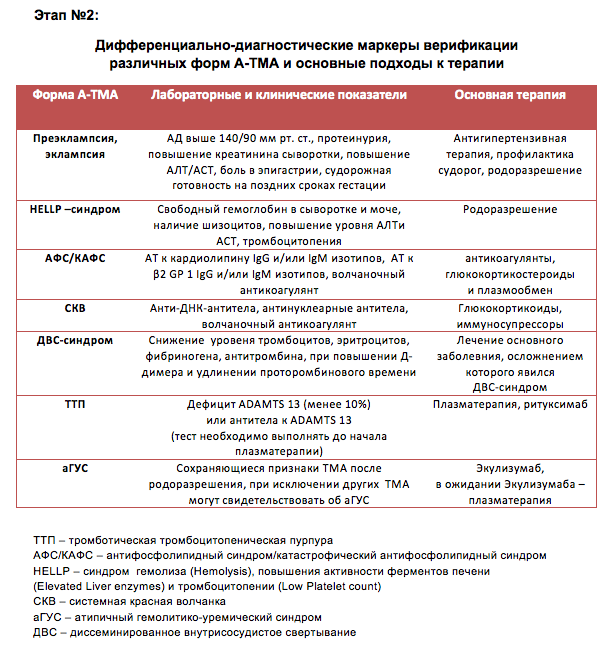 Этап №2:
Дифференциально-диагностические маркеры верификации
различных форм А-ТМА и основные подходы к терапии
Форма А-ТМА
Лабораторные и клинические показатели
Основная терапия
Преэклампсия,
эклампсия
АД выше 140/90 мм рт. ст., протеинурия,
повышение креатинина сыворотки, повышение
АЛТ/АСТ, боль в эпигастрии, судорожная
готовность на поздних сроках гестации
Антигипертензивная
терапия, профилактика
судорог, родоразрешение
HELLP –синдром
Свободный гемоглобин в сыворотке и моче,
наличие шизоцитов, повышение уровня АЛТи
АСТ, тромбоцитопения
Родоразрешение
АФС/КАФС
АТ к кардиолипину IgG и/или IgM изотипов, АТ к
β2 GP 1 IgG и/или IgM изотипов, волчаночный
антикоагулянт
антикоагулянты,
глюкокортикостероиды
и плазмообмен
СКВ
Анти-ДНК-антитела, антинуклеарные антитела,
волчаночный антикоагулянт
Глюкокортикоиды,
иммуносупрессоры
ДВС-синдром
Снижение уровеня тромбоцитов, эритроцитов,
фибриногена, антитромбина, при повышении Д-
димера и удлинении проторомбинового времени
Лечение основного
заболевния, осложнением
которого явился
ДВС-синдром
ТТП
Дефицит ADAMTS 13 (менее 10%)
или антитела к ADAMTS 13
(тест необходимо выполнять до начала
плазматерапии)
Плазматерапия, ритуксимаб
аГУС
Сохраняющиеся признаки ТМА после
родоразрешения, при исключении других ТМА
могут свидетельствовать об аГУС
Экулизумаб,
в ожидании Экулизумаба –
плазматерапия
ТТП – тромботическая тромбоцитопеническая пурпура
АФС/КАФС – антифосфолипидный синдром/катастрофический антифосфолипидный синдром
HELLP – синдром гемолиза (Hemolysis), повышения активности ферментов печени
(Elevated Liver enzymes) и тромбоцитопении (Low Platelet count)
СКВ – системная красная волчанка
аГУС – атипичный гемолитико-уремический синдром
ДВС – диссеминированное внутрисосудистое свертывание